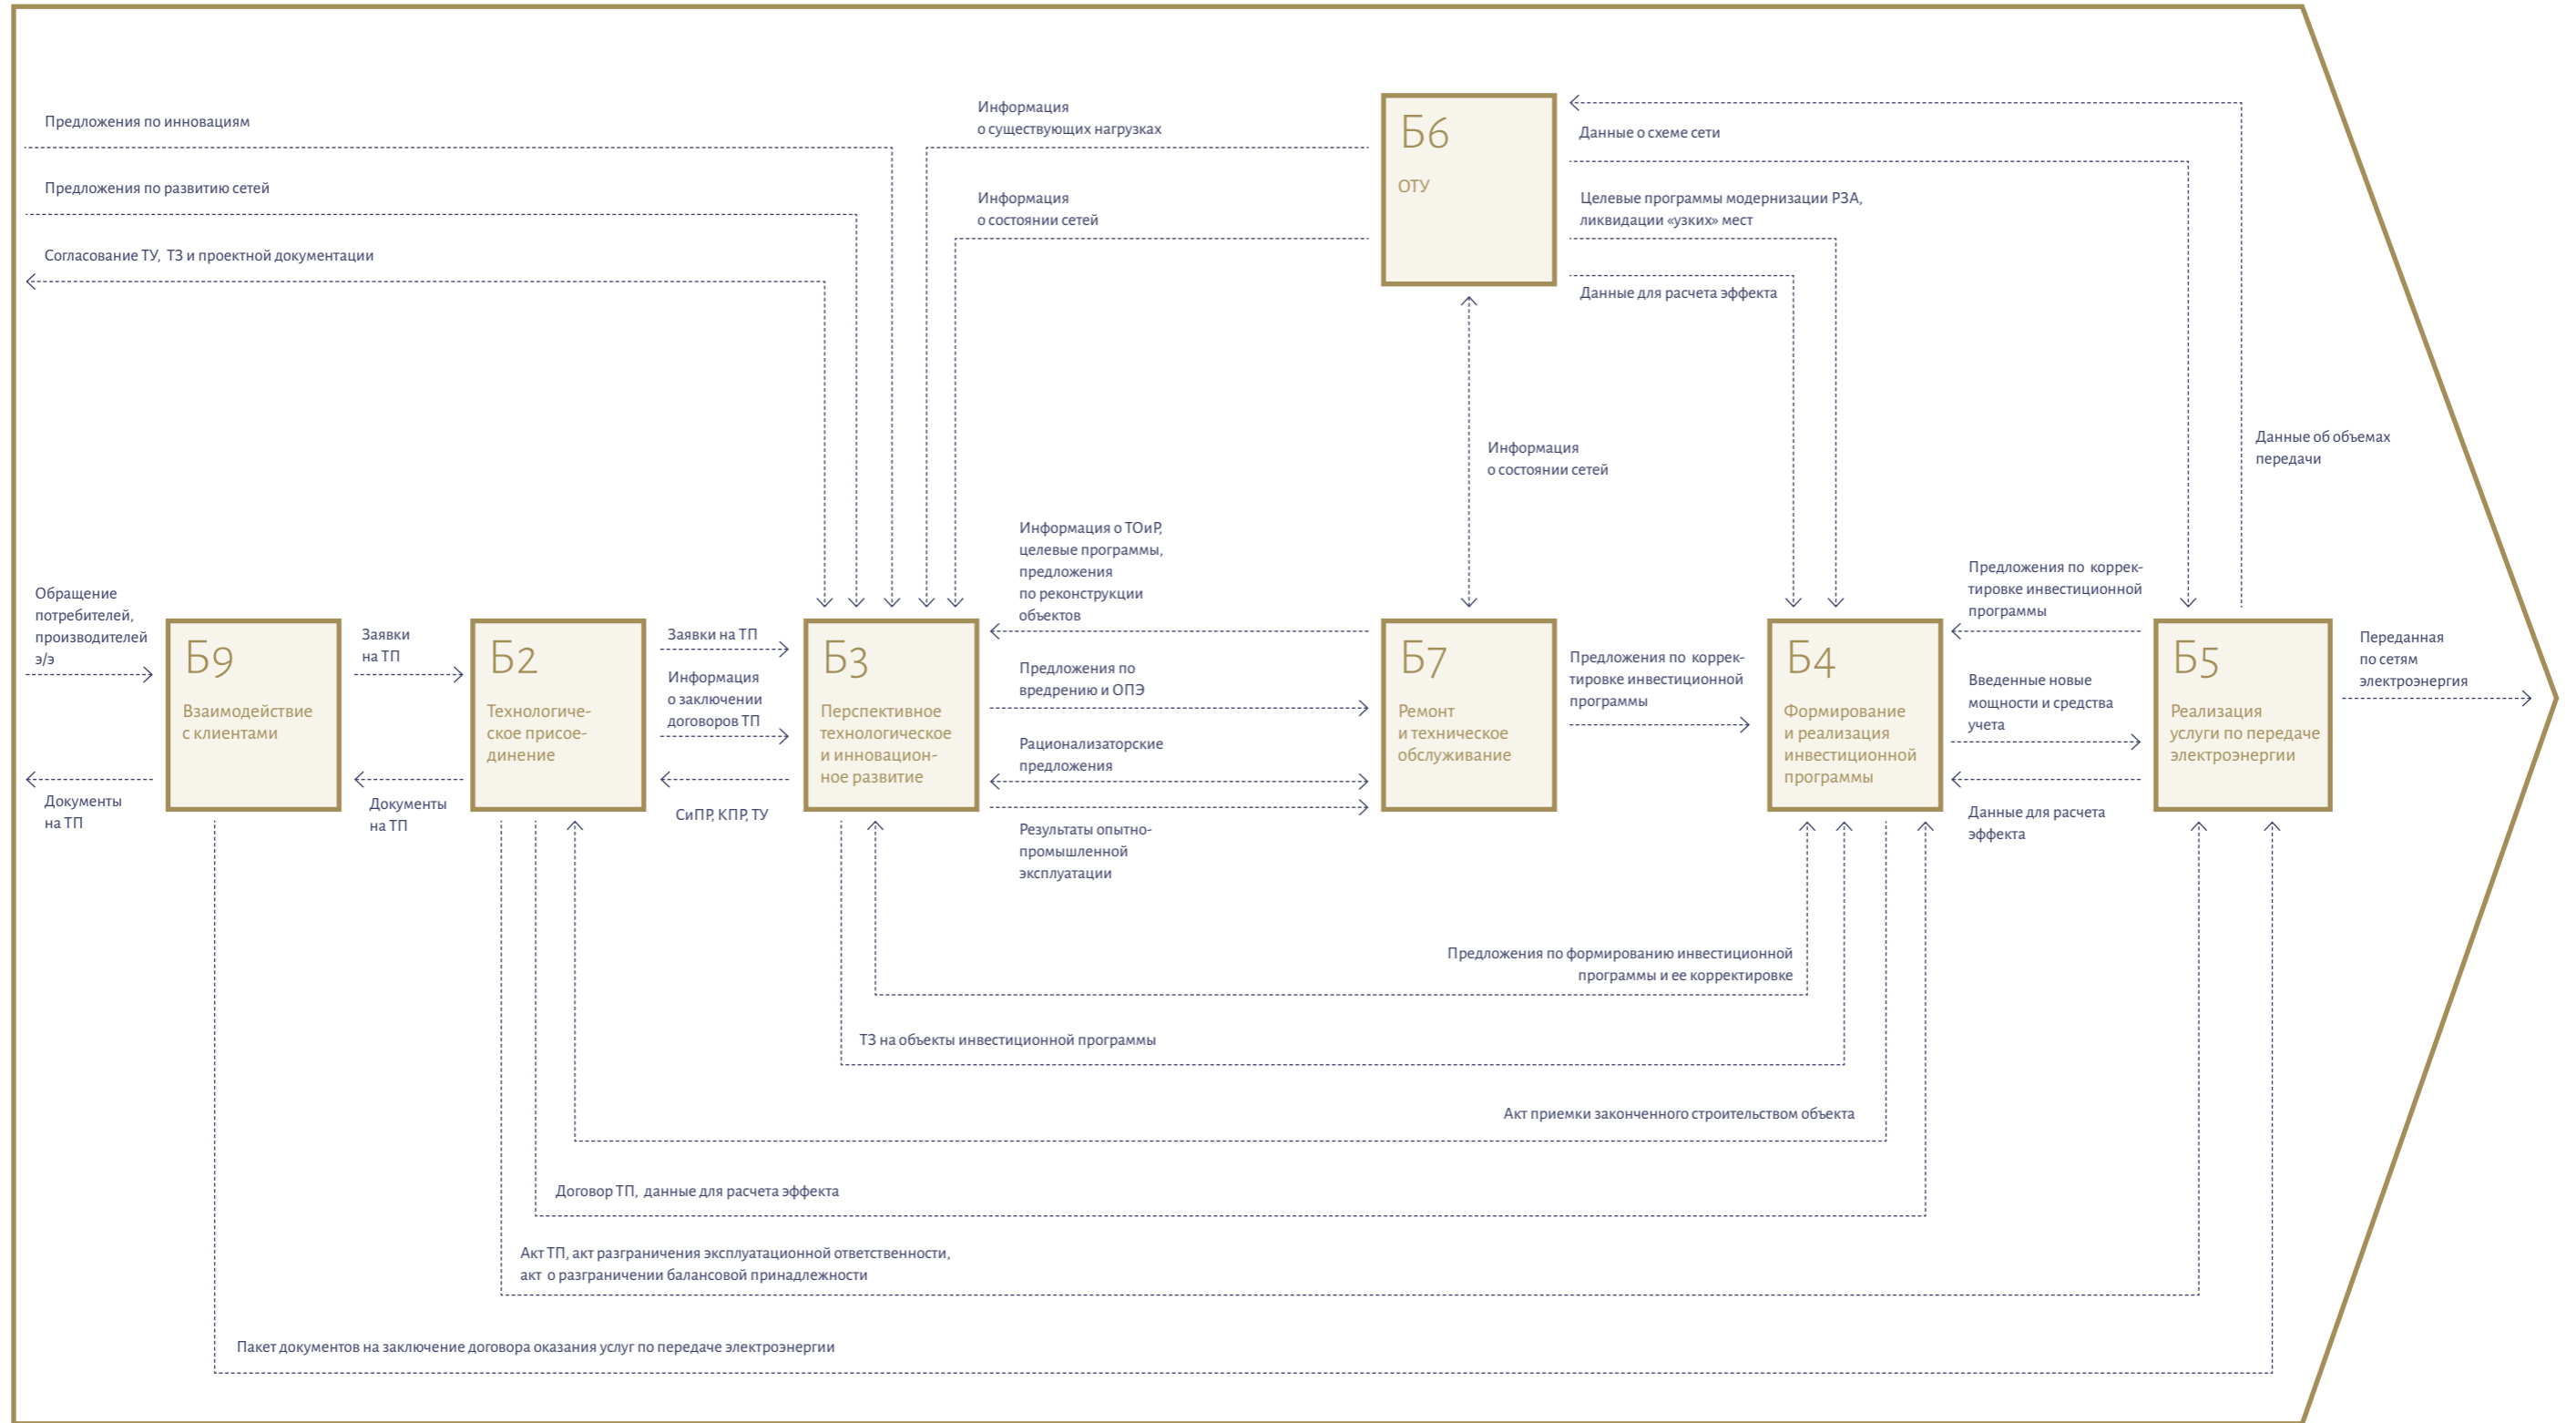 Предложения по инновациям
Предложения по развитию сетей
Согласование ТУ, ТЗ и проектной документации
Информация
о существующих нагрузках
Информация
о состоянии сетей
Б6
ОТУ
Данные о схеме сети
Целевые программы модернизации РЗА,
ликвидации «узких» мест
Данные для расчета эффекта
Информация
о состоянии сетей
Данные об объемах
передачи
Обращение
потребителей,
производителей
э/э
Документы
на ТП
Б9
Взаимодействие
с клиентами
Заявки
на ТП
Документы
на ТП
Б2
Технологиче-
ское присое-
динение
Заявки на ТП
Информация
о заключении
договоров ТП
СиПР, КПР, ТУ
Б3
Перспективное
технологическое
и инновацион-
ное развитие
Информация о ТОиР,
целевые программы,
предложения
по реконструкции
объектов
Предложения по
вредрению и ОПЭ
Рационализаторские
предложения
Результаты опытно-
промышленной
эксплуатации
Б7
Ремонт
и техническое
обслуживание
Предложения по коррек-
тировке инвестиционной
программы
Б4
Формирование
и реализация
инвестиционной
программы
Предложения по коррек-
тировке инвестиционной
программы
Введенные новые
мощности и средства
учета
Данные для расчета
эффекта
Б5
Реализация
услуги по передаче
электроэнергии
Переданная
по сетям
электроэнергия
Предложения по формированию инвестиционной
программы и ее корректировке
ТЗ на объекты инвестиционной программы
Акт приемки законченного строительством объекта
Договор ТП, данные для расчета эффекта
Акт ТП, акт разграничения эксплуатационной ответственности,
акт о разграничении балансовой принадлежности
Пакет документов на заключение договора оказания услуг по передаче электроэнергии